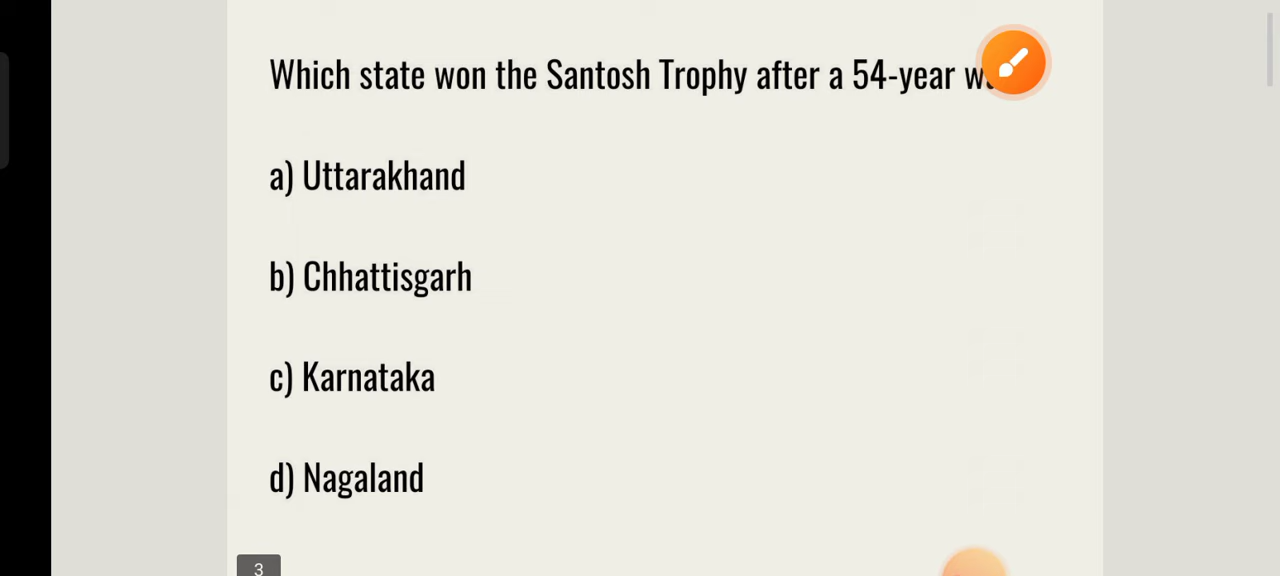 Which state won the Santosh Trophy after a 54-year
a) Uttarakhand
b) Chhattisgarh
c) Karnataka
d) Nagaland
3